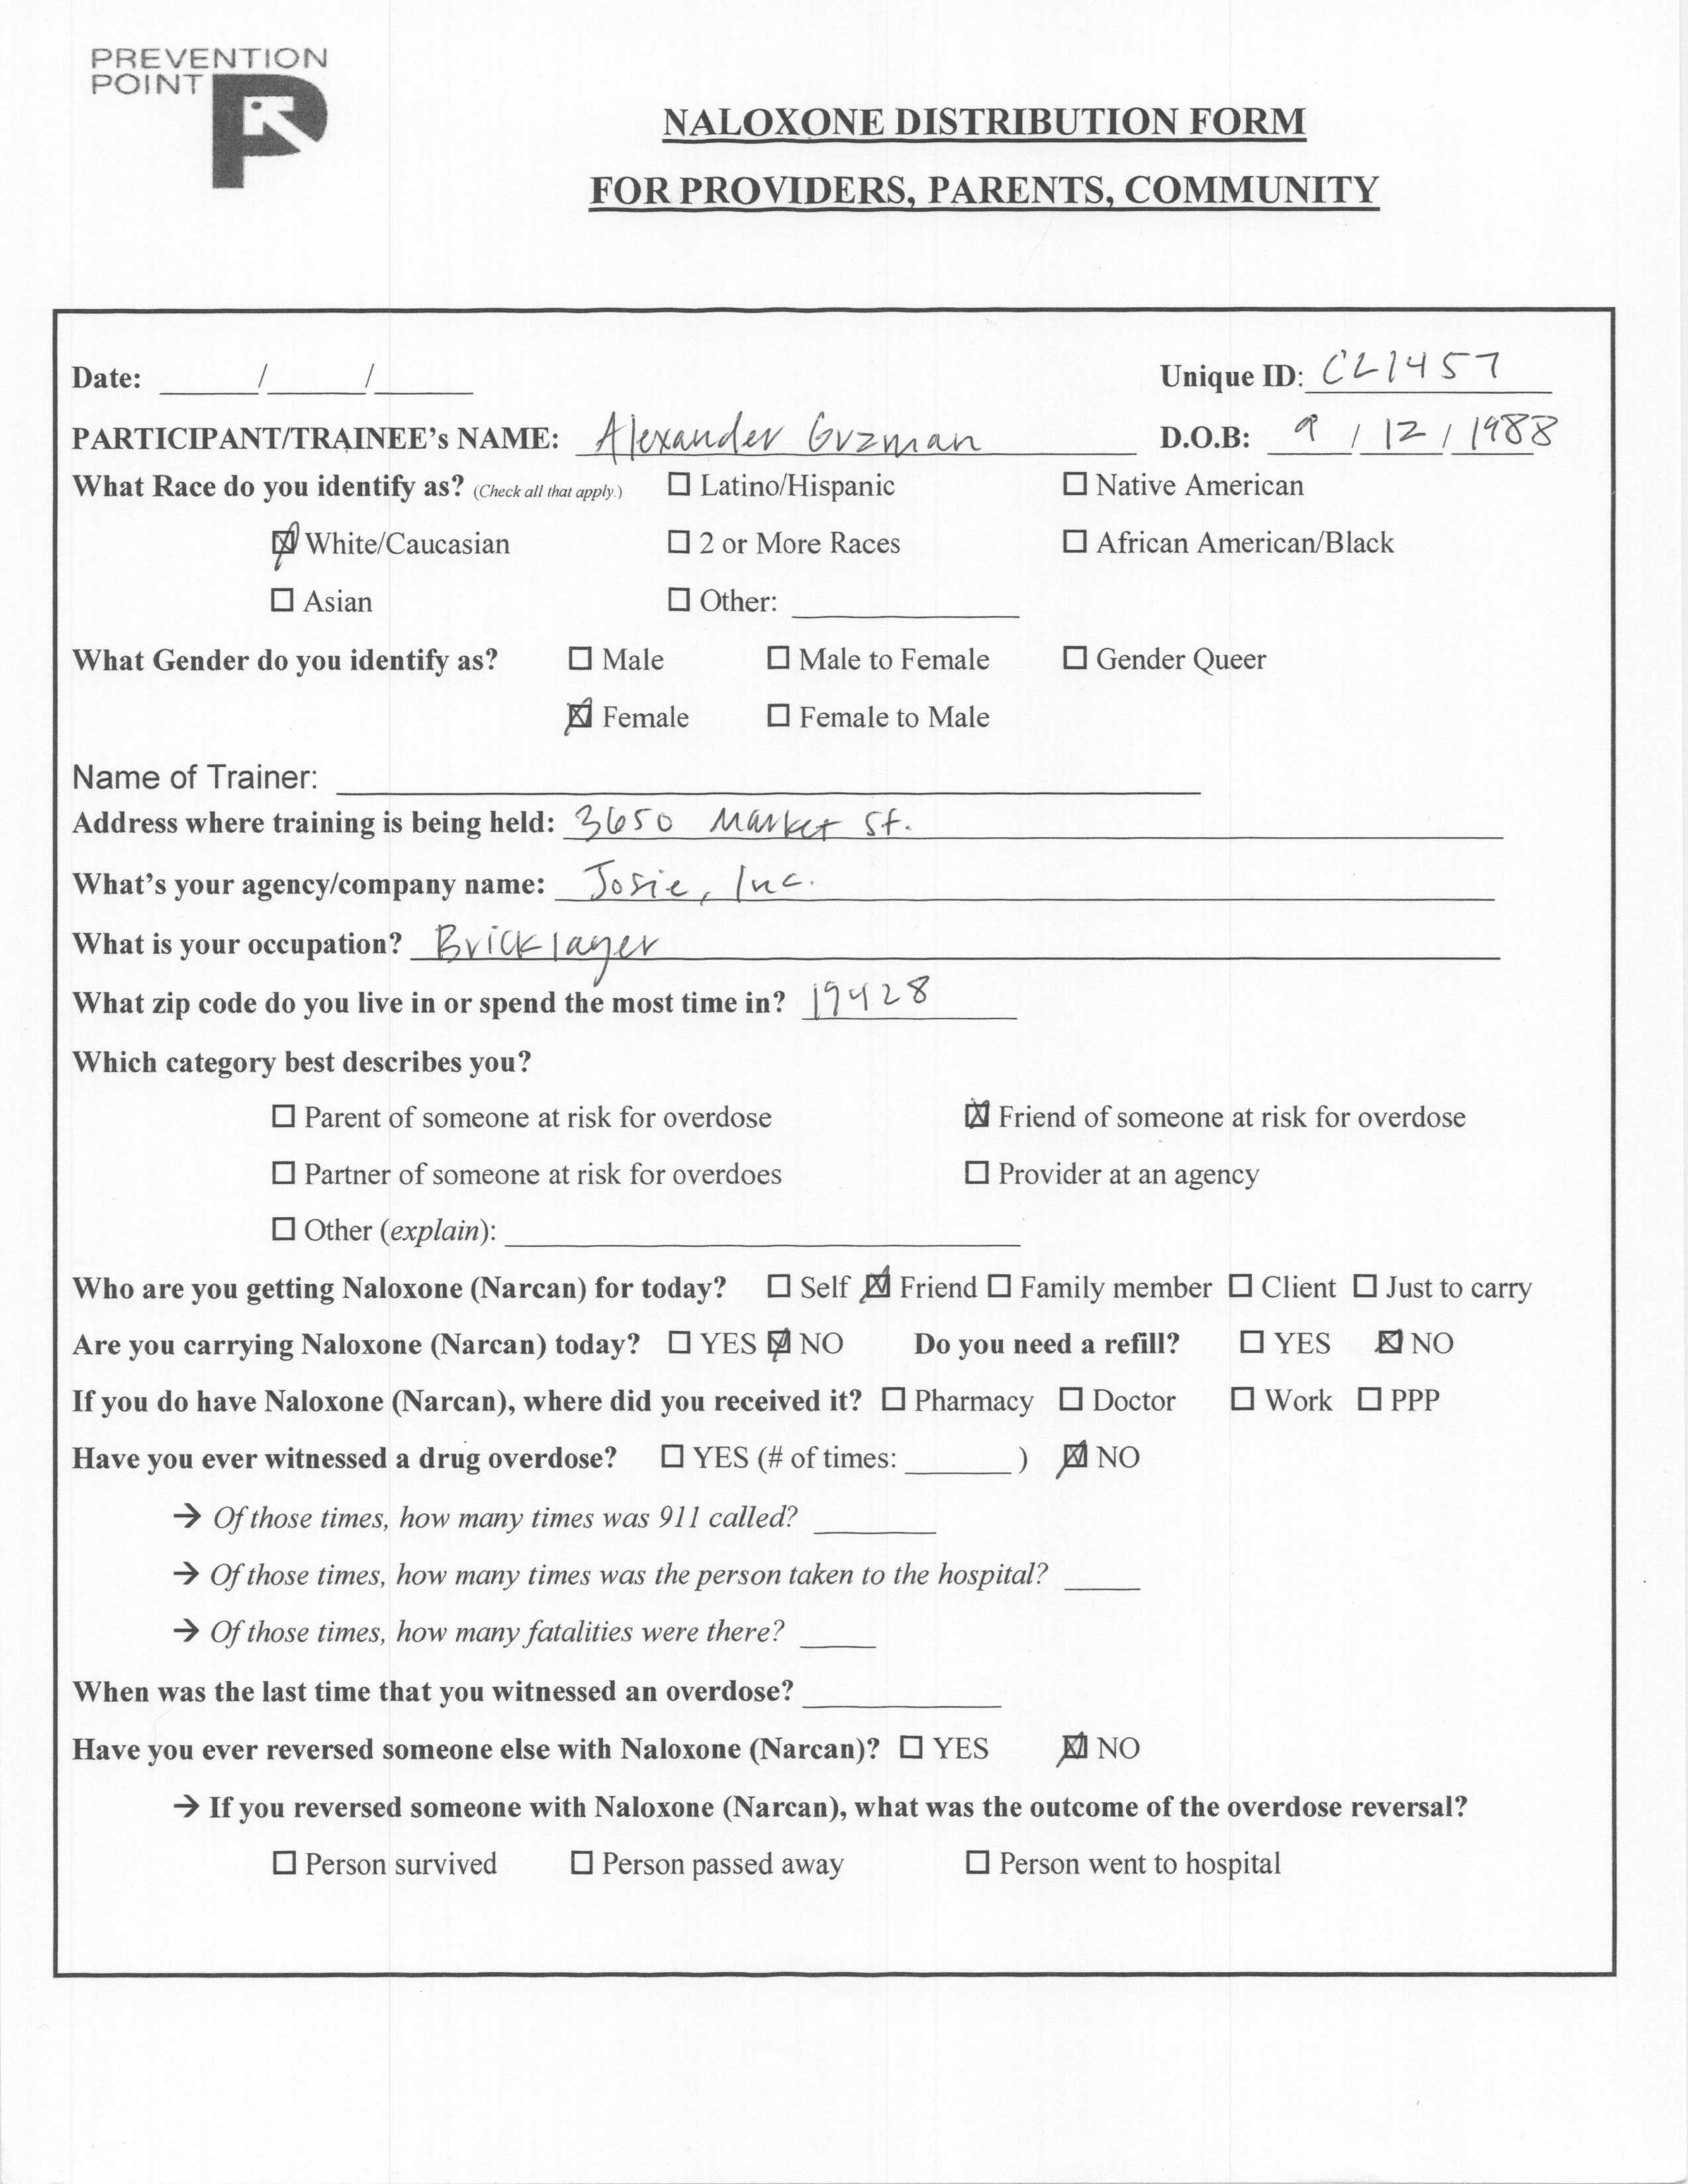 PREVENTION
POINT
NALOXONE DISTRIBUTION FORM
FOR PROVIDERS, PARENTS, COMMUNITY
Date: ______/______/______ Unique ID: CL1457
PARTICIPANT/TRAINEE's NAME: Alexander Guzman D.O.B: 9 / 12 / 1988
What Race do you identify as? (Check all that apply.) ☐ Latino/Hispanic ☐ Native American
☒ White/Caucasian ☐ 2 or More Races ☐ African American/Black
☐ Asian ☐ Other: ______
What Gender do you identify as? ☐ Male ☐ Male to Female ☐ Gender Queer
☒ Female ☐ Female to Male
Name of Trainer: ______
Address where training is being held: 3650 Market St.
What's your agency/company name: Josie, Inc.
What is your occupation? Bricklayer
What zip code do you live in or spend the most time in? 19428
Which category best describes you?
☐ Parent of someone at risk for overdose ☒ Friend of someone at risk for overdose
☐ Partner of someone at risk for overdoes ☐ Provider at an agency
☐ Other (explain): ______
Who are you getting Naloxone (Narcan) for today? ☐ Self ☒ Friend ☐ Family member ☐ Client ☐ Just to carry
Are you carrying Naloxone (Narcan) today? ☐ YES ☒ NO Do you need a refill? ☐ YES ☒ NO
If you do have Naloxone (Narcan), where did you received it? ☐ Pharmacy ☐ Doctor ☐ Work ☐ PPP
Have you ever witnessed a drug overdose? ☐ YES (# of times: ______ ) ☒ NO
→ Of those times, how many times was 911 called? ______
→ Of those times, how many times was the person taken to the hospital? ______
→ Of those times, how many fatalities were there? ______
When was the last time that you witnessed an overdose? ______
Have you ever reversed someone else with Naloxone (Narcan)? ☐ YES ☒ NO
→ If you reversed someone with Naloxone (Narcan), what was the outcome of the overdose reversal?
☐ Person survived ☐ Person passed away ☐ Person went to hospital